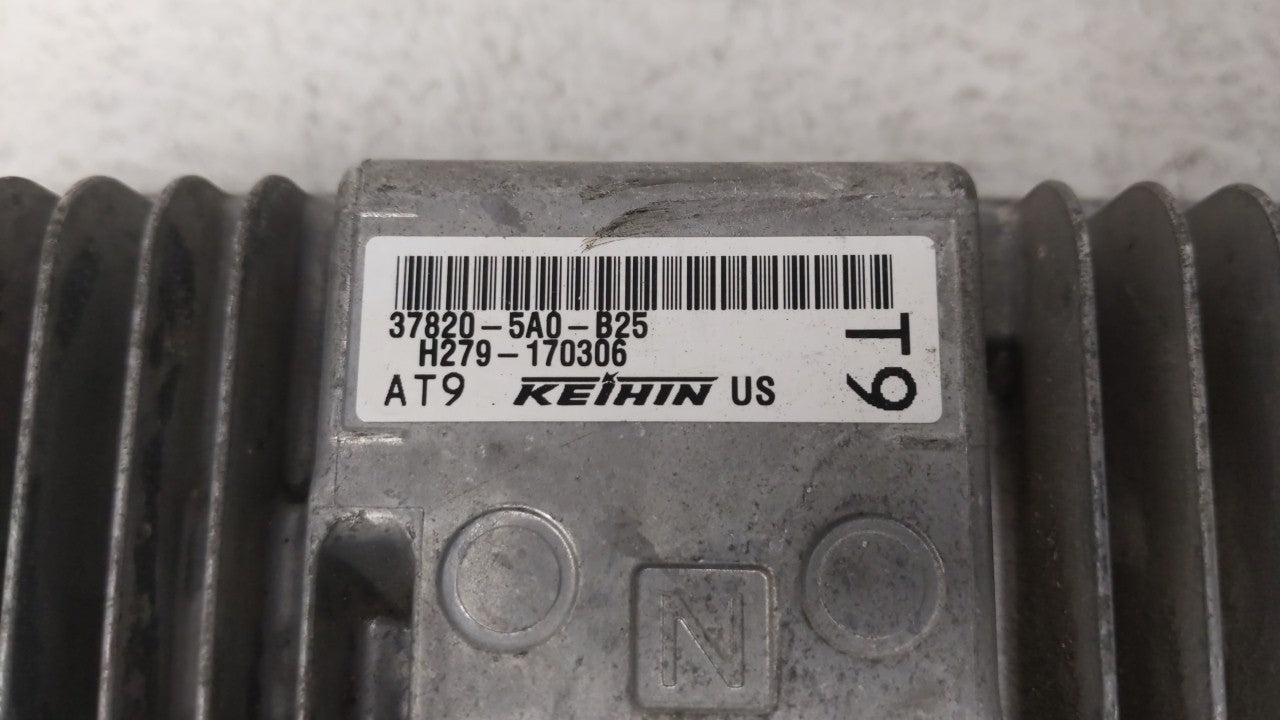 37820-5A0-B25
H279-170306
AT9 KEIHIN US
T9
N